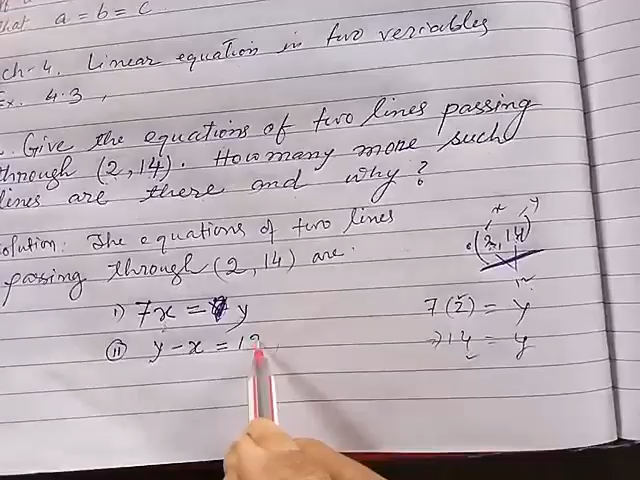 that a = b = c.
ch-4. Linear equation in two veriables
Ex. 4.3,
Give the equations of two lines passing
through (2,14). How many more such
lines are there and why?
Solution: The equations of two lines
passing through (2,14) are.
i) 7x = y
(ii) y - x = 12
x y
(2,14)
7(2) = y
⇒ 14 = y